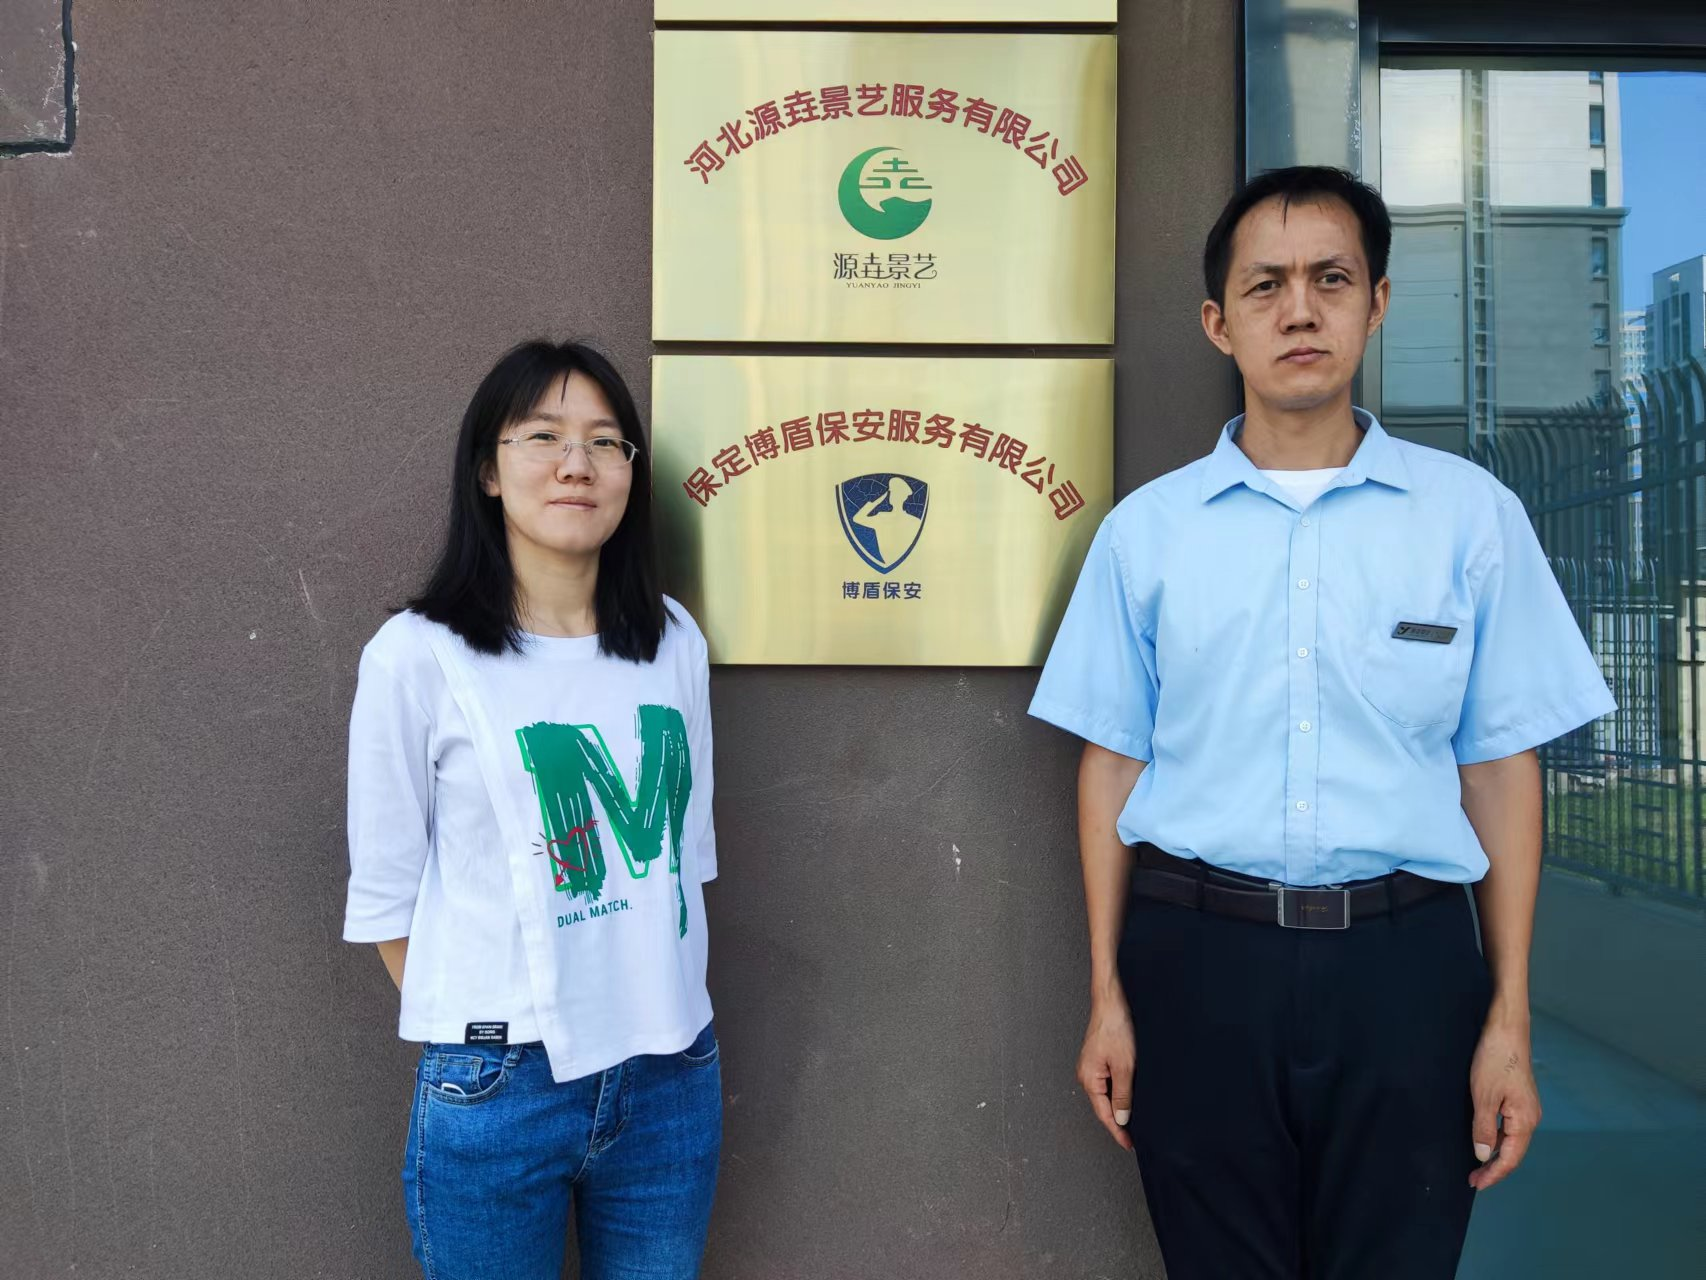 河北源垚景艺服务有限公司
源垚景艺
YUANYAO JINGYI
保定博盾保安服务有限公司
博盾保安
M
DUAL MATCH.